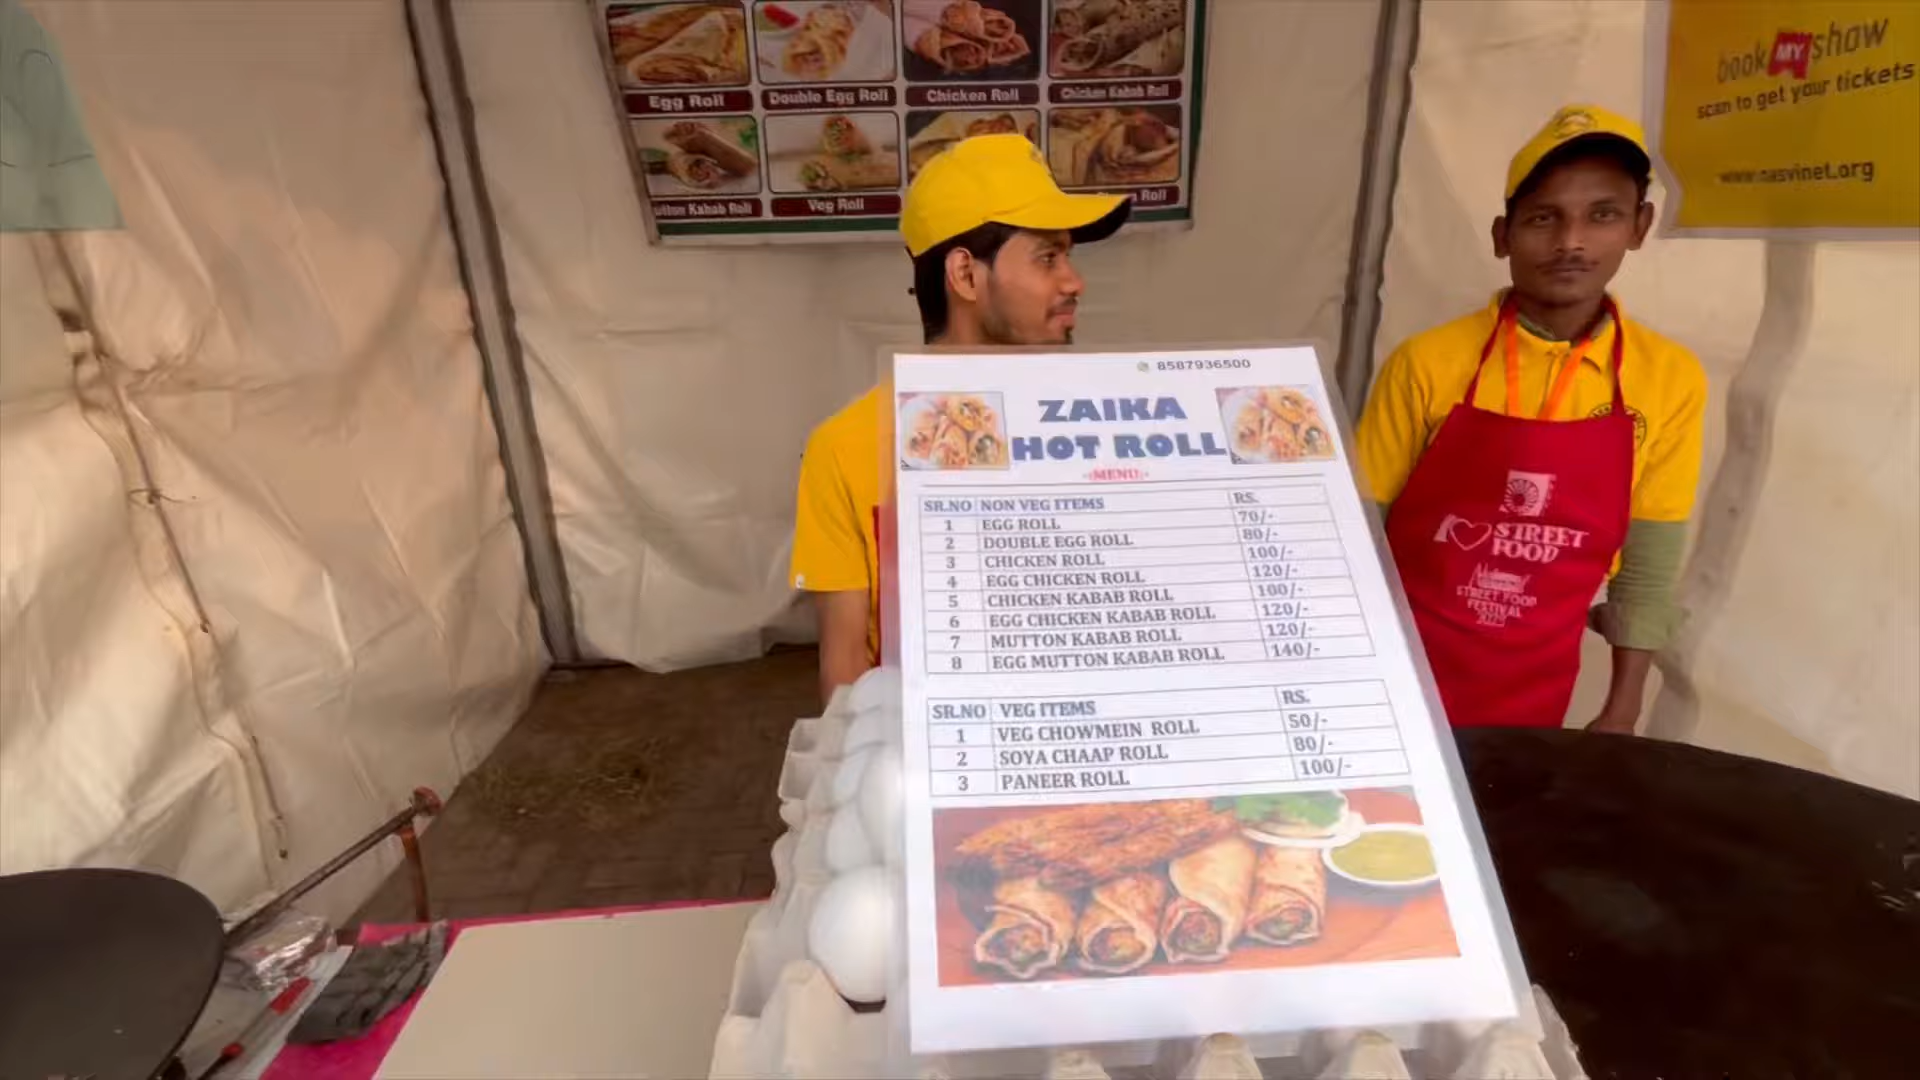 Egg Roll
Double Egg Roll
Chicken Roll
Chicken Kabab Roll
utton Kabab Roll
Veg Roll
Roll
book MY show
scan to get your tickets
www.nasvinet.org
8587936500
ZAIKA
HOT ROLL
-:MENU:-
SR.NO NON VEG ITEMS RS.
1 EGG ROLL 70/-
2 DOUBLE EGG ROLL 80/-
3 CHICKEN ROLL 100/-
4 EGG CHICKEN ROLL 120/-
5 CHICKEN KABAB ROLL 100/-
6 EGG CHICKEN KABAB ROLL 120/-
7 MUTTON KABAB ROLL 120/-
8 EGG MUTTON KABAB ROLL 140/-
SR.NO VEG ITEMS RS.
1 VEG CHOWMEIN ROLL 50/-
2 SOYA CHAAP ROLL 80/-
3 PANEER ROLL 100/-
I STREET
FOOD
STREET FOOD
FESTIVAL